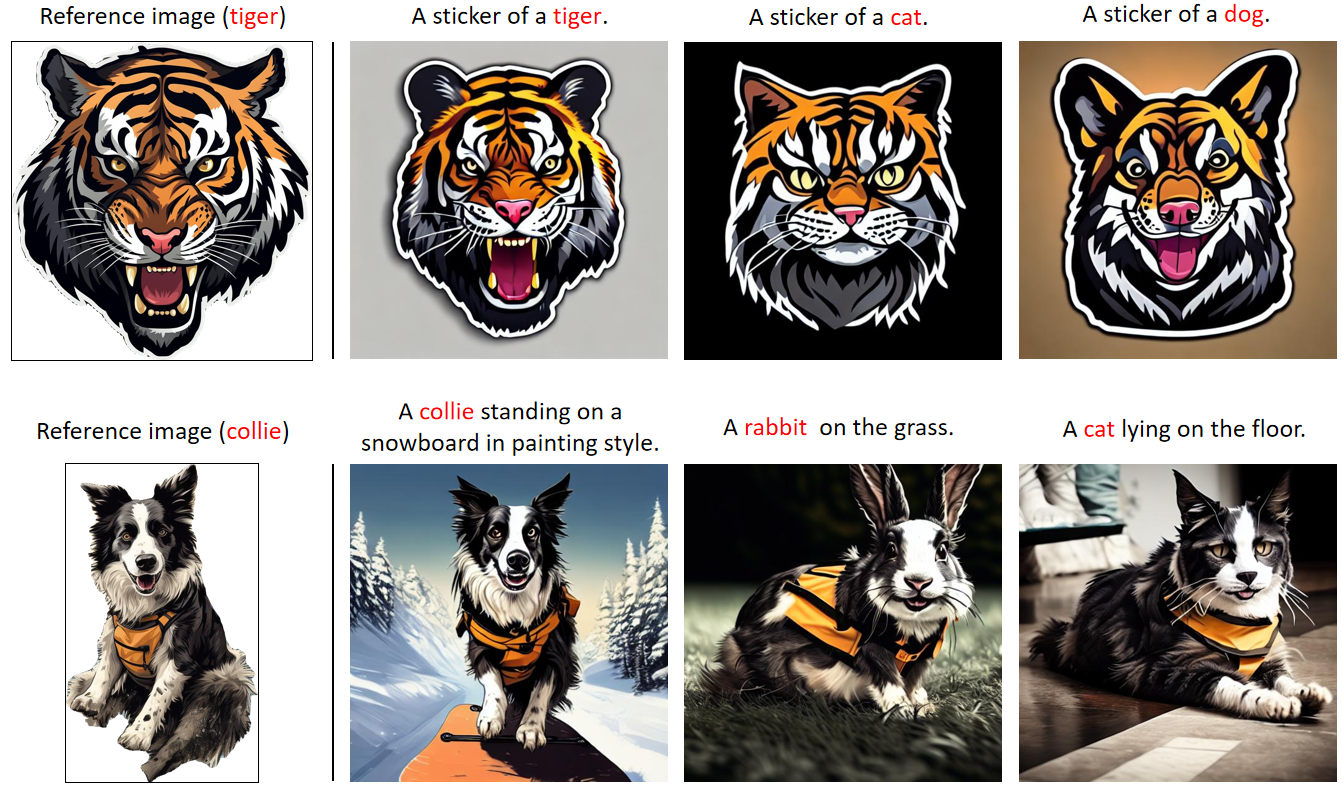 Reference image (tiger)
A sticker of a tiger.
A sticker of a cat.
A sticker of a dog.
Reference image (collie)
A collie standing on a
snowboard in painting style.
A rabbit  on the grass.
A cat lying on the floor.